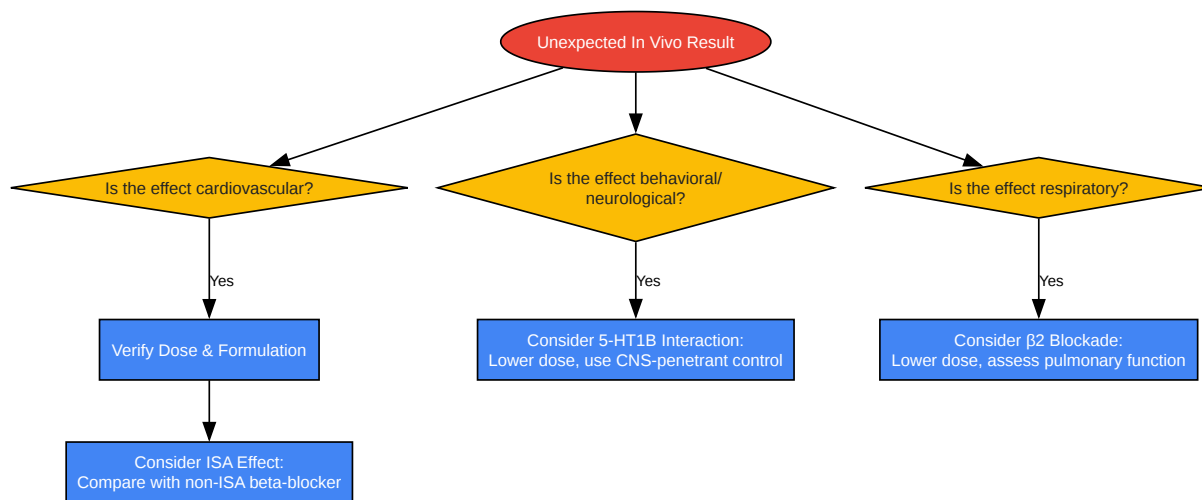 Unexpected In Vivo Result
Is the effect cardiovascular?
Is the effect behavioral/
neurological?
Is the effect respiratory?
Yes
Yes
Yes
Verify Dose & Formulation
Consider 5-HT1B Interaction:
Lower dose, use CNS-penetrant control
Consider β2 Blockade:
Lower dose, assess pulmonary function
Consider ISA Effect:
Compare with non-ISA beta-blocker